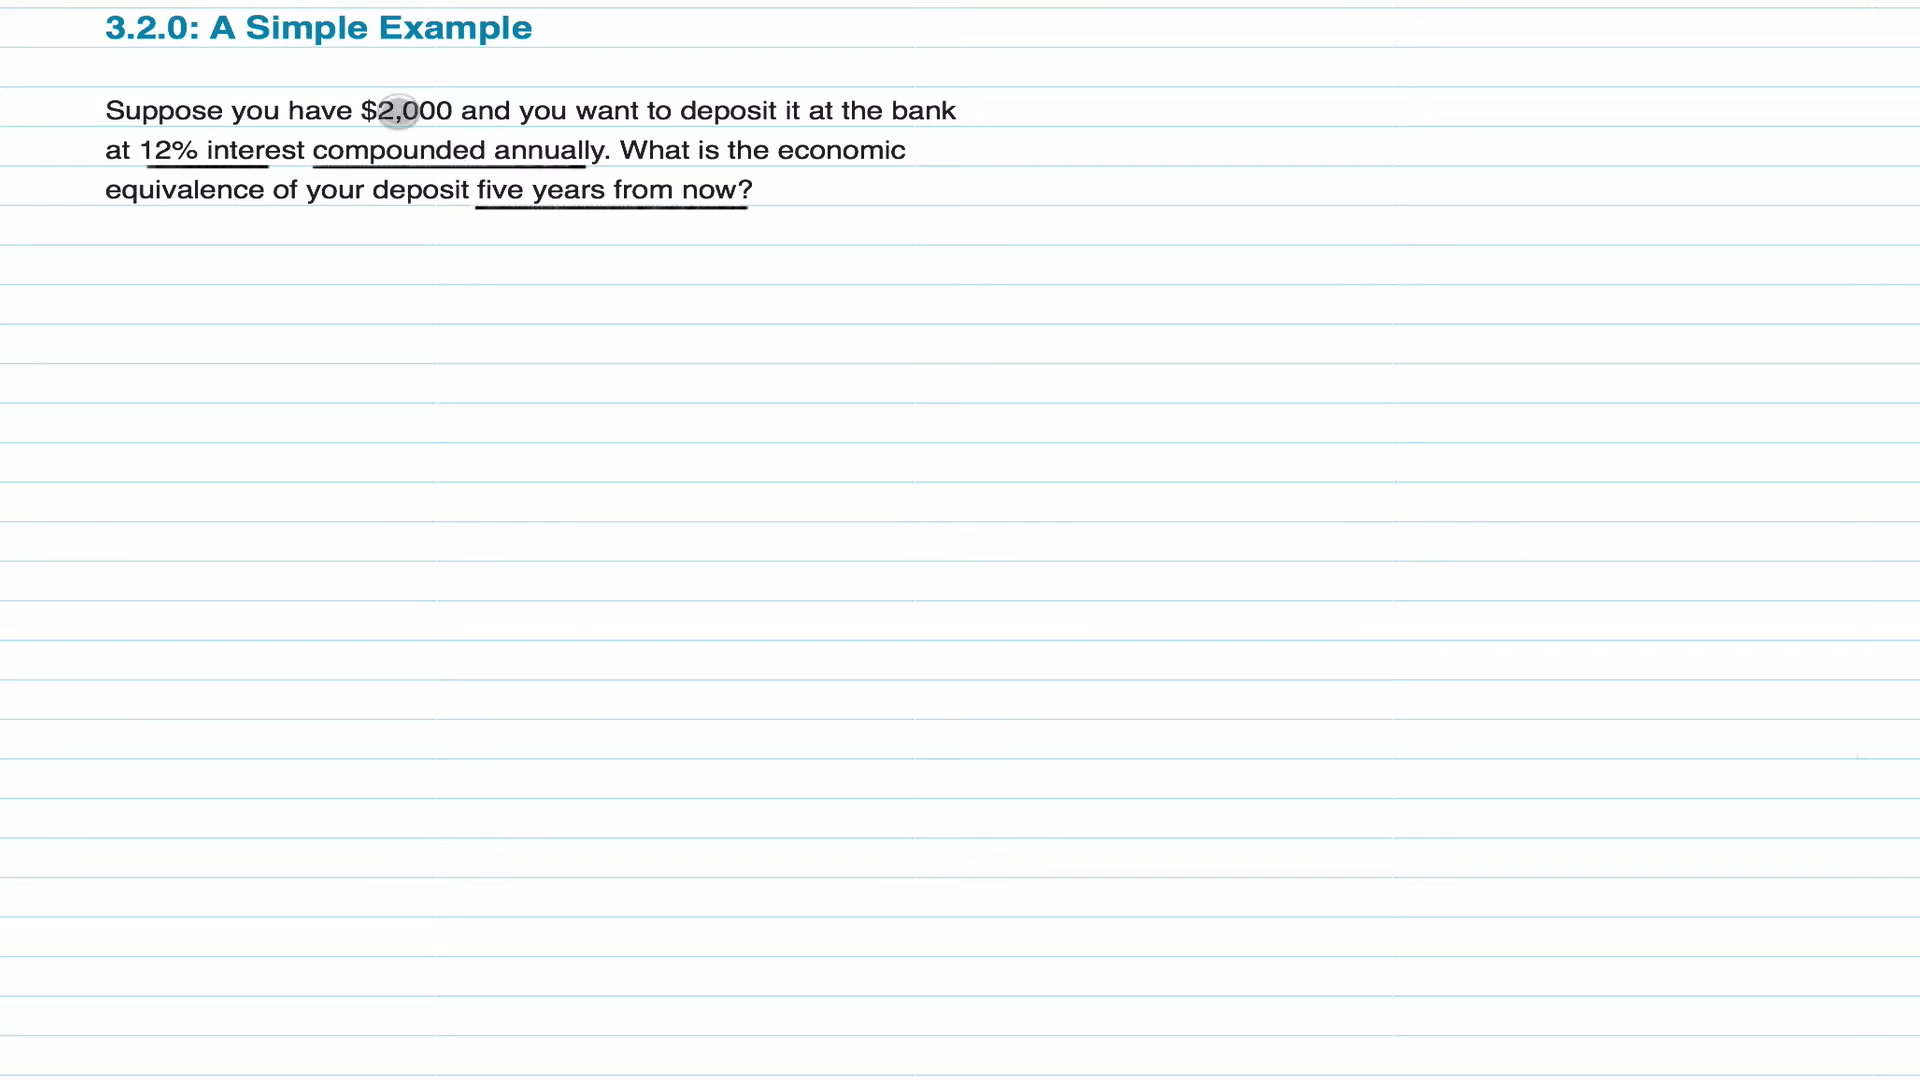 3.2.0: A Simple Example
Suppose you have $2,000 and you want to deposit it at the bank
at 12% interest compounded annually. What is the economic
equivalence of your deposit five years from now?